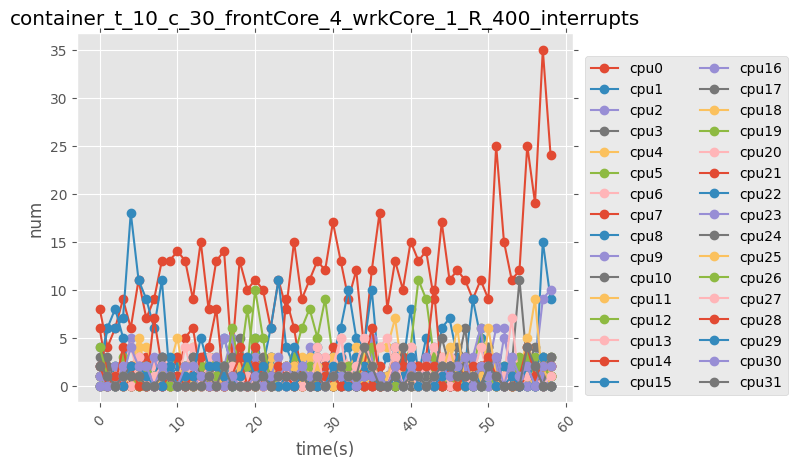 container_t_10_c_30_frontCore_4_wrkCore_1_R_400_interrupts
35
30
25
20
15
10
5
0
num
0
10
20
30
40
50
60
time(s)
cpu0
cpu1
cpu2
cpu3
cpu4
cpu5
cpu6
cpu7
cpu8
cpu9
cpu10
cpu11
cpu12
cpu13
cpu14
cpu15
cpu16
cpu17
cpu18
cpu19
cpu20
cpu21
cpu22
cpu23
cpu24
cpu25
cpu26
cpu27
cpu28
cpu29
cpu30
cpu31